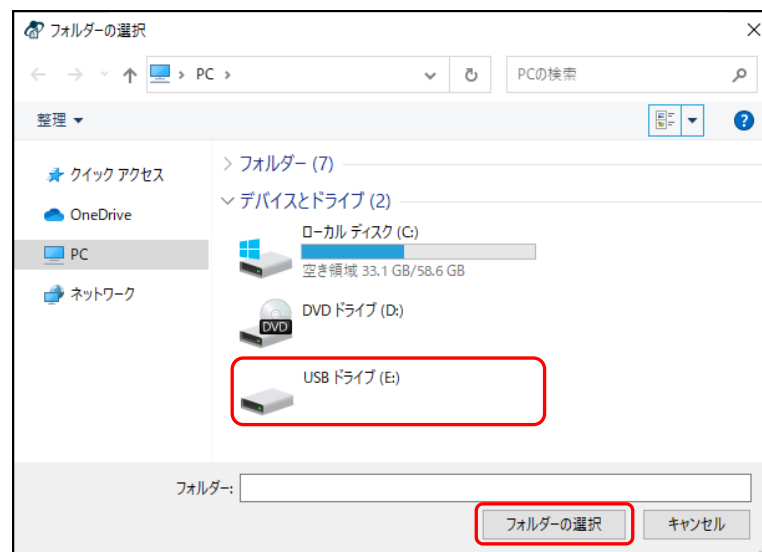 フォルダーの選択
PC
PCの検索
整理
クイック アクセス
OneDrive
PC
ネットワーク
フォルダー (7)
デバイスとドライブ (2)
ローカル ディスク (C:)
空き領域 33.1 GB/58.6 GB
DVD ドライブ (D:)
DVD
USB ドライブ (E:)
フォルダー:
フォルダーの選択 キャンセル